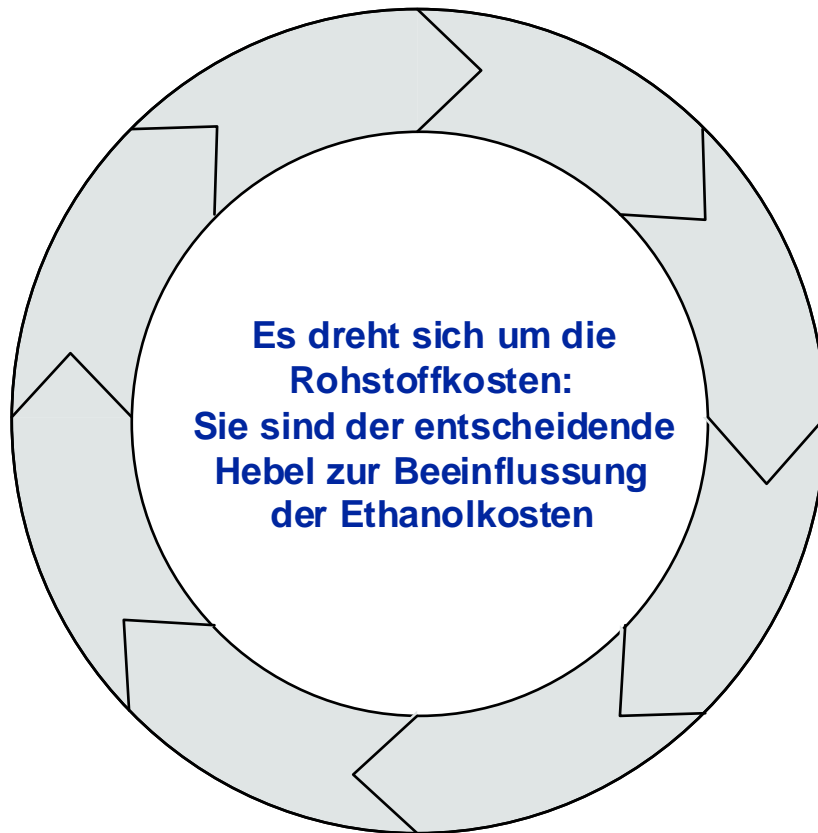 Es dreht sich um die
Rohstoffkosten:
Sie sind der entscheidende
Hebel zur Beeinflussung
der Ethanolkosten